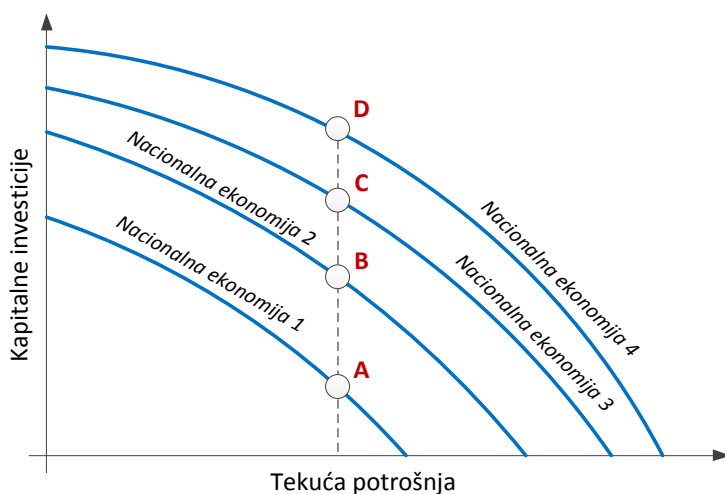 D
C
B
A
Nacionalna ekonomija 1
Nacionalna ekonomija 2
Nacionalna ekonomija 3
Nacionalna ekonomija 4
Kapitalne investicije
Tekuća potrošnja